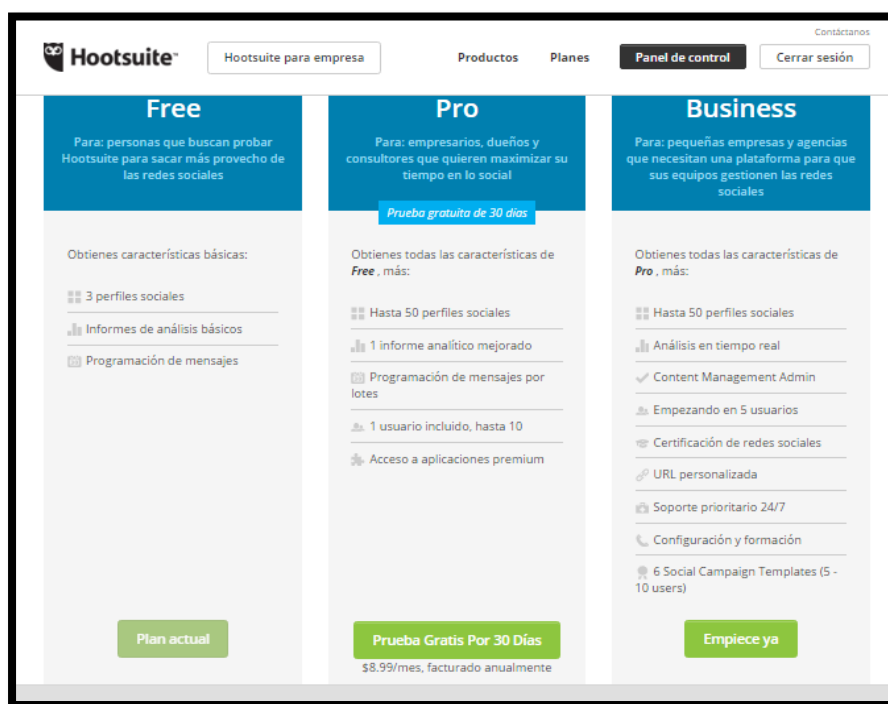 Contáctanos
Hootsuite™
Hootsuite para empresa
Productos
Planes
Panel de control
Cerrar sesión
Free
Para: personas que buscan probar
Hootsuite para sacar más provecho de
las redes sociales
Obtienes características básicas:
3 perfiles sociales
Informes de análisis básicos
Programación de mensajes
Plan actual
Pro
Para: empresarios, dueños y
consultores que quieren maximizar su
tiempo en lo social
Prueba gratuita de 30 días
Obtienes todas las características de
Free , más:
Hasta 50 perfiles sociales
1 informe analítico mejorado
Programación de mensajes por
lotes
1 usuario incluido, hasta 10
Acceso a aplicaciones premium
Prueba Gratis Por 30 Días
$8.99/mes, facturado anualmente
Business
Para: pequeñas empresas y agencias
que necesitan una plataforma para que
sus equipos gestionen las redes
sociales
Obtienes todas las característica de
Pro , más:
Hasta 50 perfiles sociales
Análisis en tiempo real
Content Management Admin
Empezando en 5 usuarios
Certificación de redes sociales
URL personalizada
Soporte prioritario 24/7
Configuración y formación
6 Social Campaign Templates (5 -
10 users)
Empiece ya